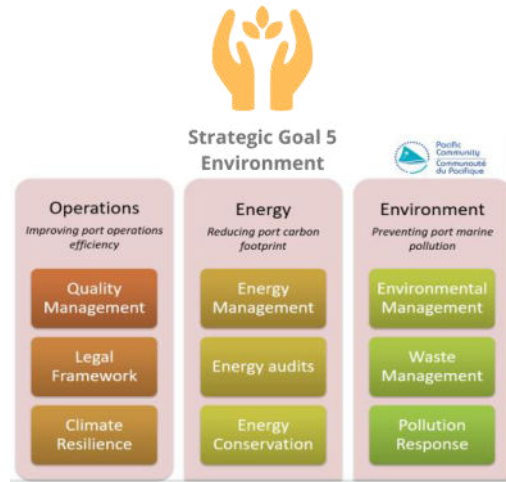 Strategic Goal 5
Environment
Pacific
Community
Communauté
du Pacifique
Operations
Improving port operations
efficiency
Quality
Management
Legal
Framework
Climate
Resilience
Energy
Reducing port carbon
footprint
Energy
Management
Energy audits
Energy
Conservation
Environment
Preventing port marine
pollution
Environmental
Management
Waste
Management
Pollution
Response